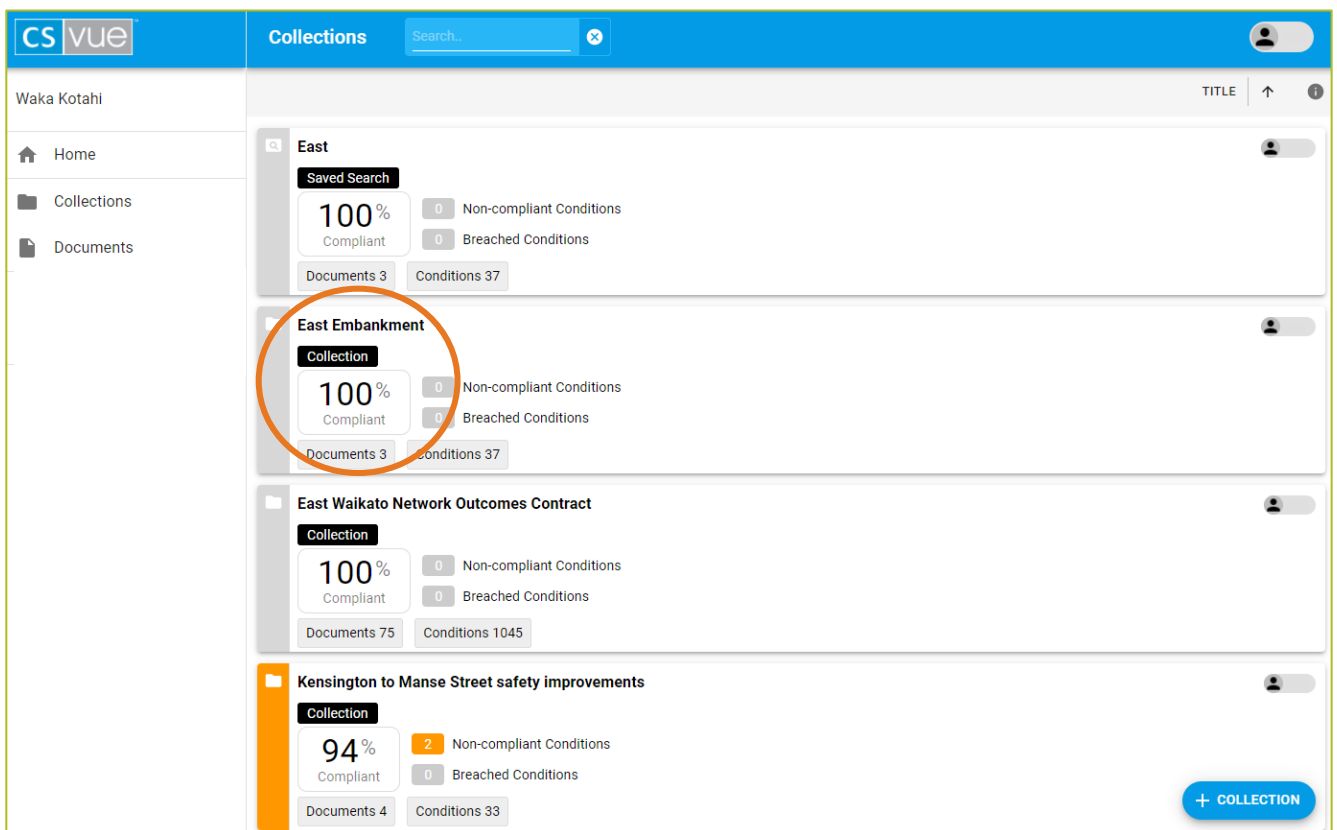 CS VUE
Collections
Search..
Waka Kotahi
TITLE
Home
Collections
Documents
East
Saved Search
100%
Compliant
0 Non-compliant Conditions
0 Breached Conditions
Documents 3
Conditions 37
East Embankment
Collection
100%
Compliant
0 Non-compliant Conditions
0 Breached Conditions
Documents 3
Conditions 37
East Waikato Network Outcomes Contract
Collection
100%
Compliant
0 Non-compliant Conditions
0 Breached Conditions
Documents 75
Conditions 1045
Kensington to Manse Street safety improvements
Collection
94%
Compliant
2 Non-compliant Conditions
0 Breached Conditions
Documents 4
Conditions 33
+ COLLECTION